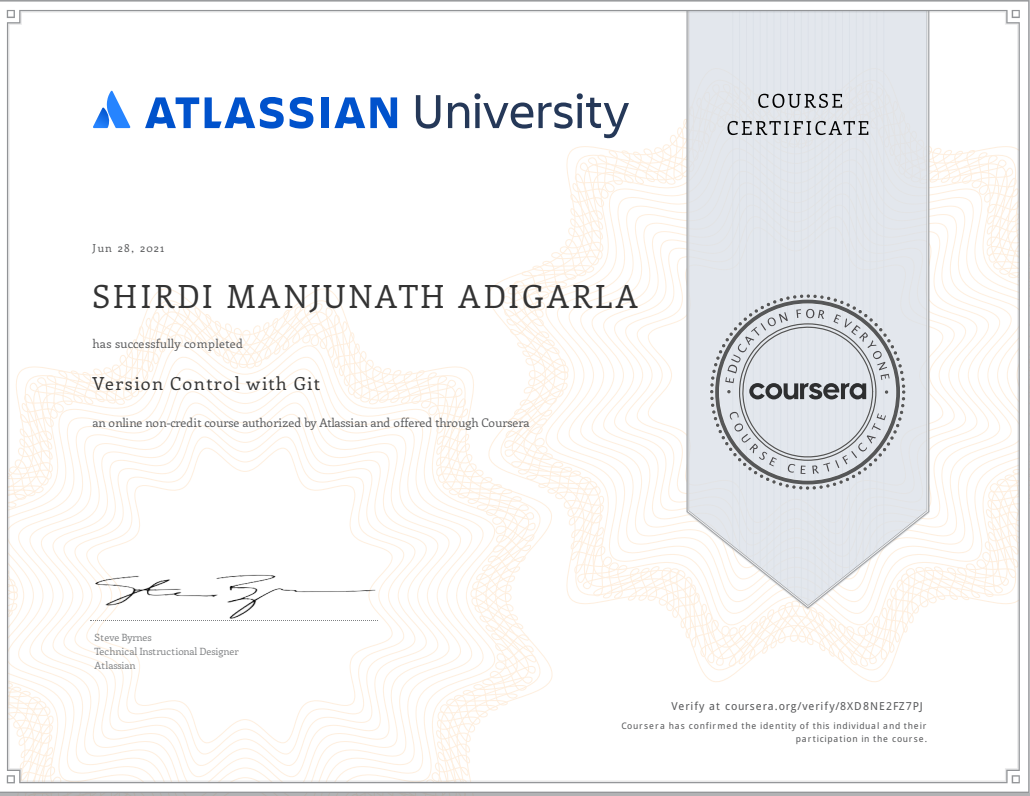 ATLASSIAN University
COURSE
CERTIFICATE
Jun 28, 2021
SHIRDI MANJUNATH ADIGARLA
has successfully completed
Version Control with Git
an online non-credit course authorized by Atlassian and offered through Coursera
EDUCATION FOR EVERYONE
coursera
COURSE CERTIFICATE
Steve Byrnes
Technical Instructional Designer
Atlassian
Verify at coursera.org/verify/8XD8NE2FZ7PJ
Coursera has confirmed the identity of this individual and their
participation in the course.